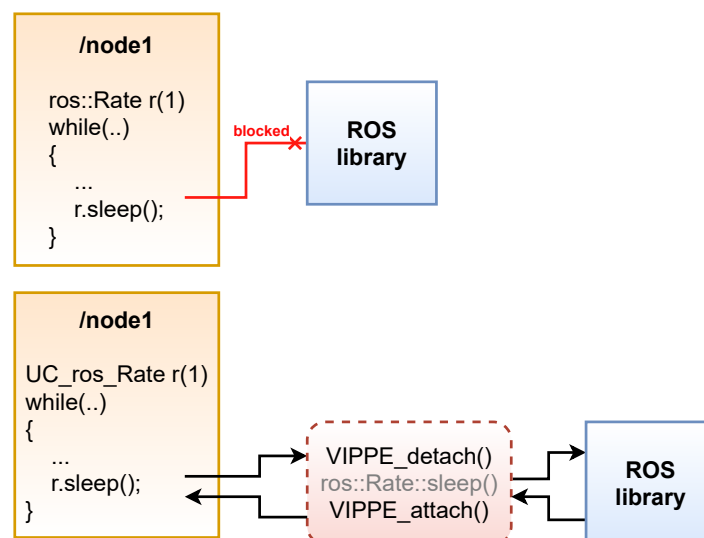 /node1
ros::Rate r(1)
while(..)
{
...
r.sleep();
}
blocked
ROS
library
/node1
UC_ros_Rate r(1)
while(..)
{
...
r.sleep();
}
VIPPE_detach()
ros::Rate::sleep()
VIPPE_attach()
ROS
library